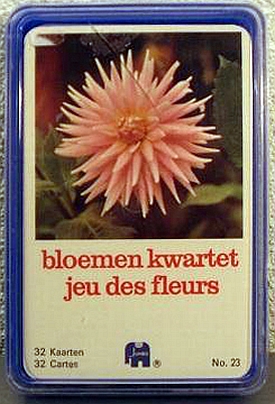 bloemen kwartet
jeu des fleurs
32 Kaarten
32 Cartes
JUMBO
®
No. 23